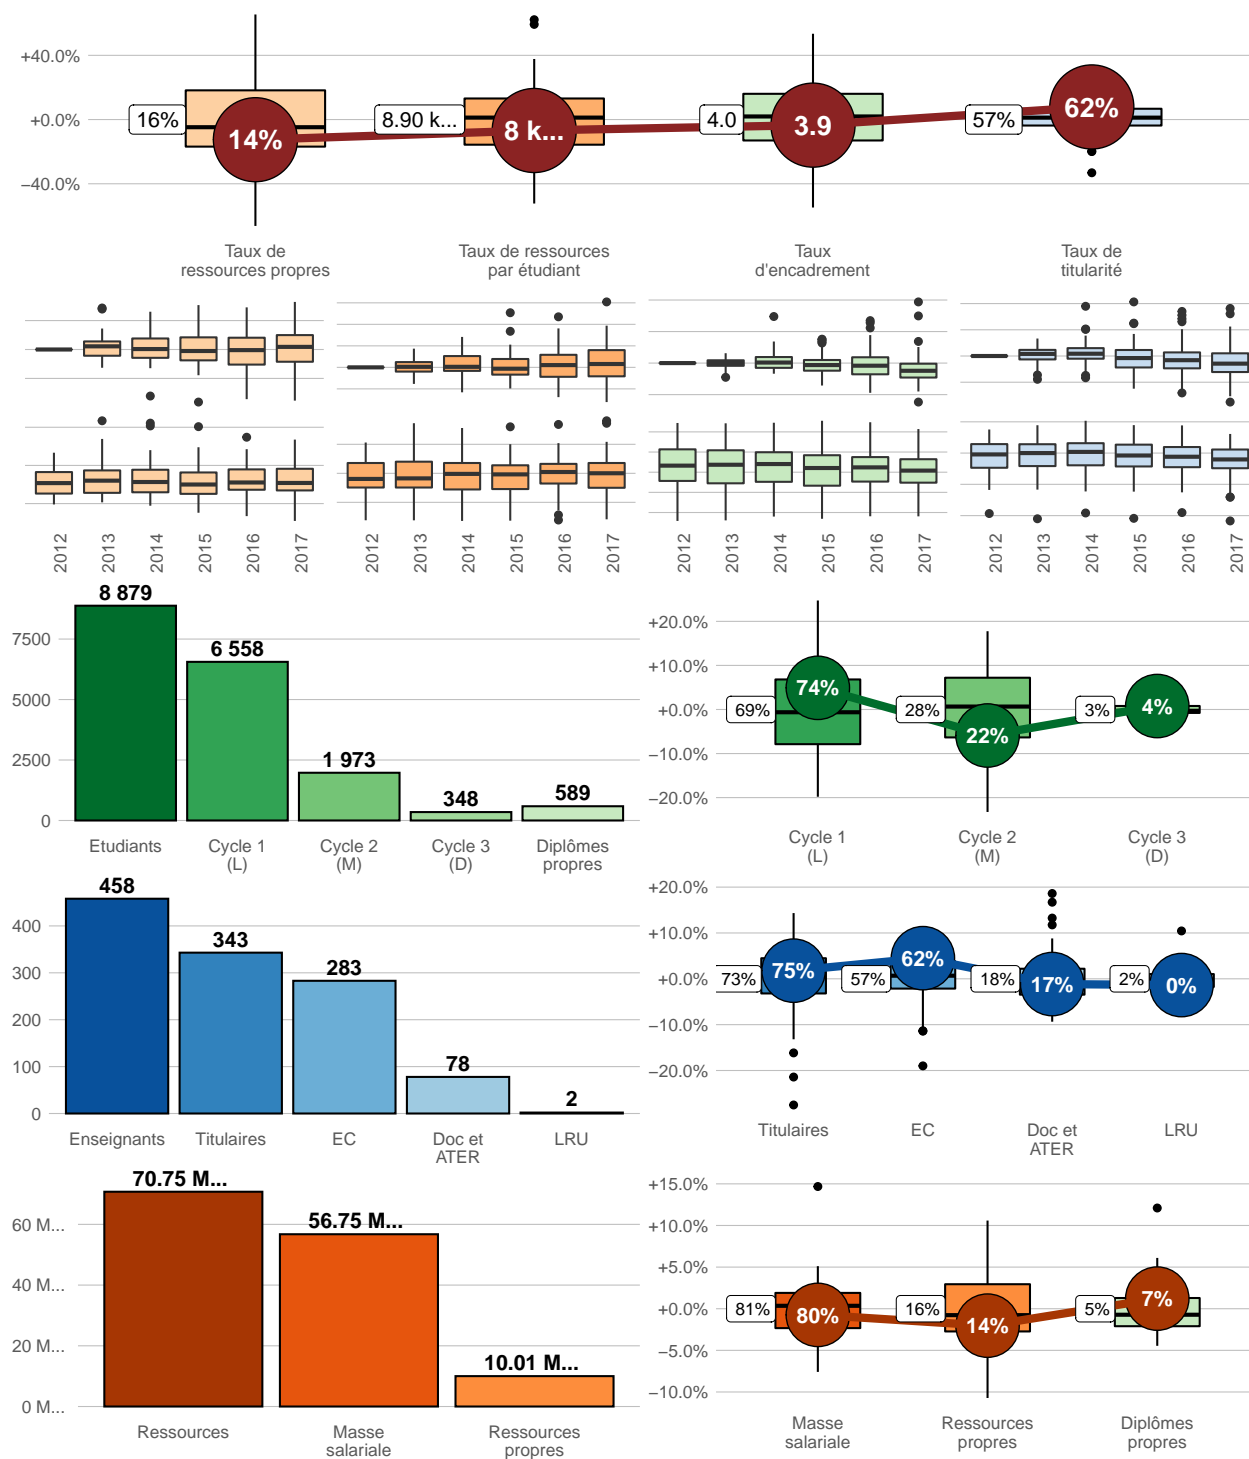 +40.0%
+0.0%
−40.0%
16%
14%
8.90 k...
8 k...
4.0
3.9
57%
62%
Taux de
ressources propres
Taux de ressources
par étudiant
Taux
d'encadrement
Taux de
titularité
2012
2013
2014
2015
2016
2017
2012
2013
2014
2015
2016
2017
2012
2013
2014
2015
2016
2017
2012
2013
2014
2015
2016
2017
7500
5000
2500
0
8 879
6 558
1 973
348
589
Etudiants
Cycle 1
(L)
Cycle 2
(M)
Cycle 3
(D)
Diplômes
propres
+20.0%
+10.0%
+0.0%
−10.0%
−20.0%
69%
74%
28%
22%
3%
4%
Cycle 1
(L)
Cycle 2
(M)
Cycle 3
(D)
400
300
200
100
0
458
343
283
78
2
Enseignants
Titulaires
EC
Doc et
ATER
LRU
+20.0%
+10.0%
+0.0%
−10.0%
−20.0%
73%
75%
57%
62%
18%
17%
2%
0%
Titulaires
EC
Doc et
ATER
LRU
60 M...
40 M...
20 M...
0 M...
70.75 M...
56.75 M...
10.01 M...
Ressources
Masse
salariale
Ressources
propres
+15.0%
+10.0%
+5.0%
+0.0%
−5.0%
−10.0%
81%
80%
16%
14%
5%
7%
Masse
salariale
Ressources
propres
Diplômes
propres